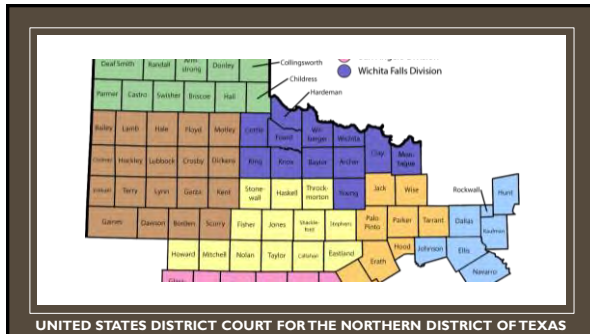 Deaf Smith Randall Arm- strong Donley Collingsworth
Wichita Falls Division
Childress
Hardeman
Parmer Castro Swisher Briscoe Hall
Bailey Lamb Hale Floyd Motley Cottle Foard Wil- barger Wichita
Hockley Lubbock Crosby Dickens King Knox Baylor Archer Clay Mon- tague
Terry Lynn Garza Kent Stone- wall Haskell Throck- morton Young Jack Wise Rockwall Hunt
Gaines Dawson Borden Scurry Fisher Jones Shackle- ford Stephens Palo Pinto Parker Tarrant Dallas Kaufman
Howard Mitchell Nolan Taylor Callahan Eastland Erath Hood Johnson Ellis
Navarro
UNITED STATES DISTRICT COURT FOR THE NORTHERN DISTRICT OF TEXAS